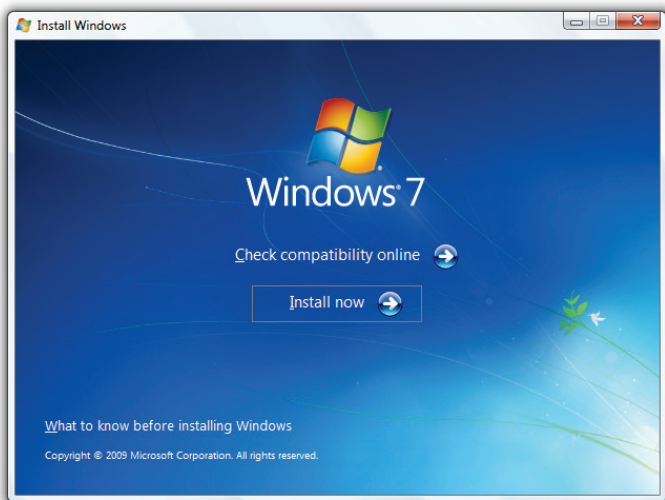 Install Windows
Windows® 7
Check compatibility online
Install now
What to know before installing Windows
Copyright © 2009 Microsoft Corporation. All rights reserved.